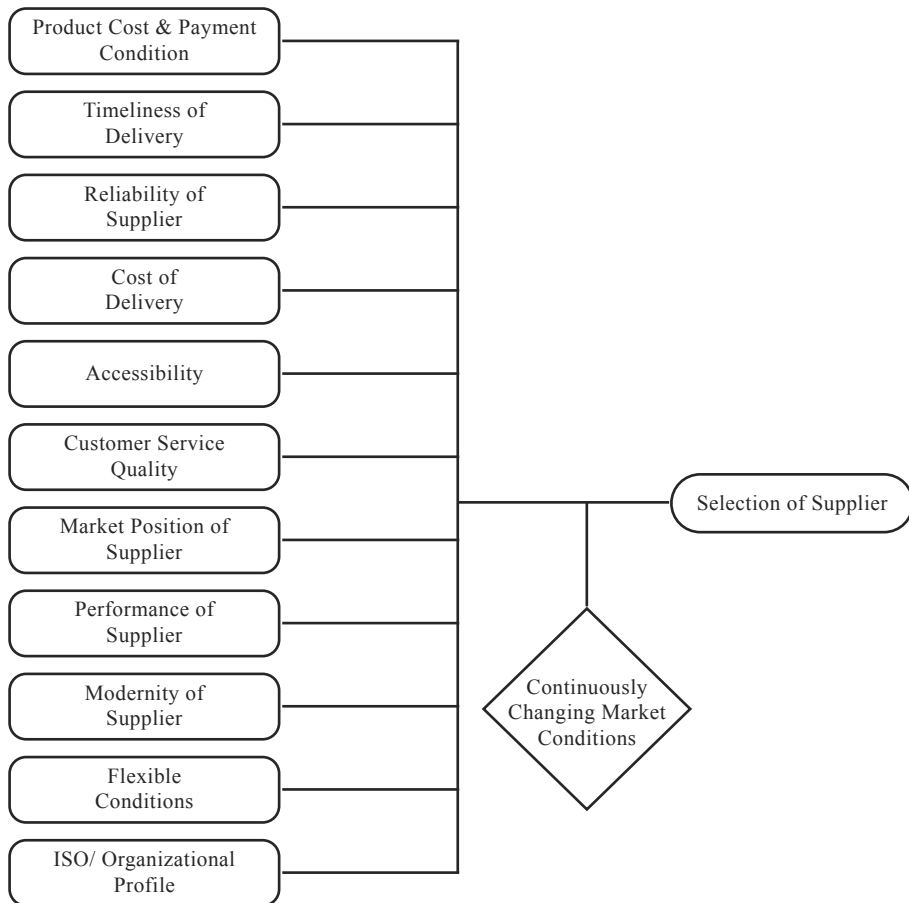 Product Cost & Payment
Condition
Timeliness of
Delivery
Reliability of
Supplier
Cost of
Delivery
Accessibility
Customer Service
Quality
Market Position of
Supplier
Performance of
Supplier
Modernity of
Supplier
Flexible
Conditions
ISO/ Organizational
Profile
Selection of Supplier
Continuously
Changing Market
Conditions